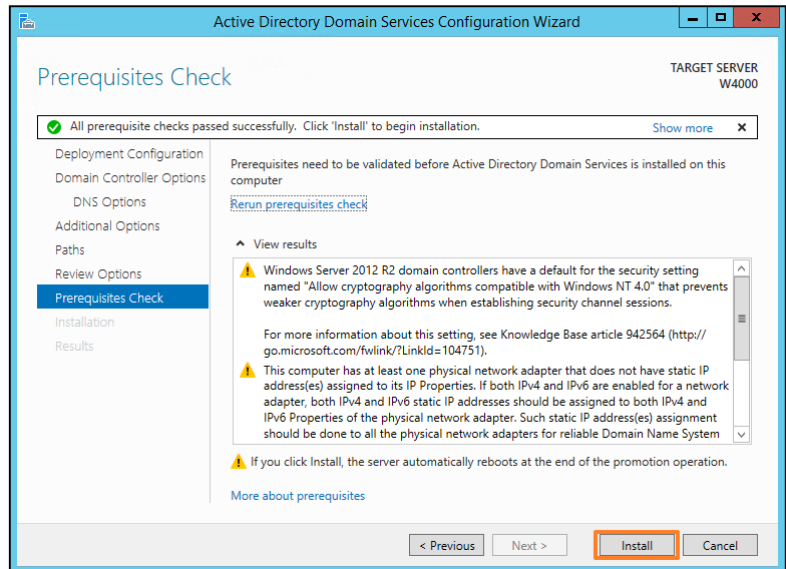 Active Directory Domain Services Configuration Wizard
Prerequisites Check
TARGET SERVER
W4000
All prerequisite checks passed successfully. Click 'Install' to begin installation.
Show more
Deployment Configuration
Domain Controller Options
DNS Options
Additional Options
Paths
Review Options
Prerequisites Check
Installation
Results
Prerequisites need to be validated before Active Directory Domain Services is installed on this
computer
Rerun prerequisites check
View results
Windows Server 2012 R2 domain controllers have a default for the security setting
named "Allow cryptography algorithms compatible with Windows NT 4.0" that prevents
weaker cryptography algorithms when establishing security channel sessions.
For more information about this setting, see Knowledge Base article 942564 (http://
go.microsoft.com/fwlink/?LinkId=104751).
This computer has at least one physical network adapter that does not have static IP
address(es) assigned to its IP Properties. If both IPv4 and IPv6 are enabled for a network
adapter, both IPv4 and IPv6 static IP addresses should be assigned to both IPv4 and
IPv6 Properties of the physical network adapter. Such static IP address(es) assignment
should be done to all the physical network adapters for reliable Domain Name System
If you click Install, the server automatically reboots at the end of the promotion operation.
More about prerequisites
< Previous
Next >
Install
Cancel